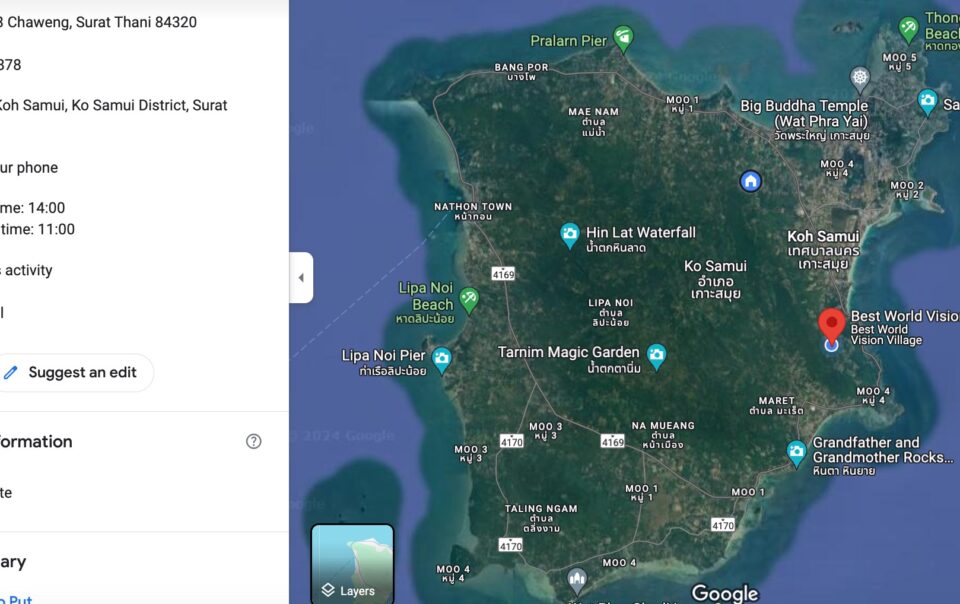 3 Chaweng, Surat Thani 84320
378
Koh Samui, Ko Samui District, Surat
ur phone
me: 14:00
time: 11:00
s activity
l
Suggest an edit
formation
te
ary
o Put
Pralarn Pier
BANG POR
บางโพ
MAE NAM
ตำบล
แม่น้ำ
MOO 1
หมู่ 1
Thong
Beach
หาดทอง
MOO 5
หมู่ 5
Big Buddha Temple
(Wat Phra Yai)
วัดพระใหญ่ เกาะสมุย
Sa
MOO 4
หมู่ 4
MOO 2
หมู่ 2
NATHON TOWN
หน้าทอน
Hin Lat Waterfall
น้ำตกหินลาด
Koh Samui
เทศบาลนคร
เกาะสมุย
4169
Ko Samui
อำเภอ
เกาะสมุย
Lipa Noi
Beach
หาดลิปะน้อย
LIPA NOI
ตำบล
ลิปะน้อย
Best World Visio
Best World
Vision Village
Lipa Noi Pier
ท่าเรือลิปะน้อย
Tarnim Magic Garden
น้ำตกตานิ่ม
MARET
ตำบล มะเร็ต
MOO 4
หมู่ 4
2024 Google
4170
MOO 3
หมู่ 3
4169
NA MUEANG
ตำบล
หน้าเมือง
Grandfather and
Grandmother Rocks...
หินตา หินยาย
MOO 3
หมู่ 3
MOO 1
หมู่ 1
MOO 1
TALING NGAM
ตำบล
ตลิ่งงาม
4170
4170
MOO 4
หมู่ 4
MOO 4
Layers
Google